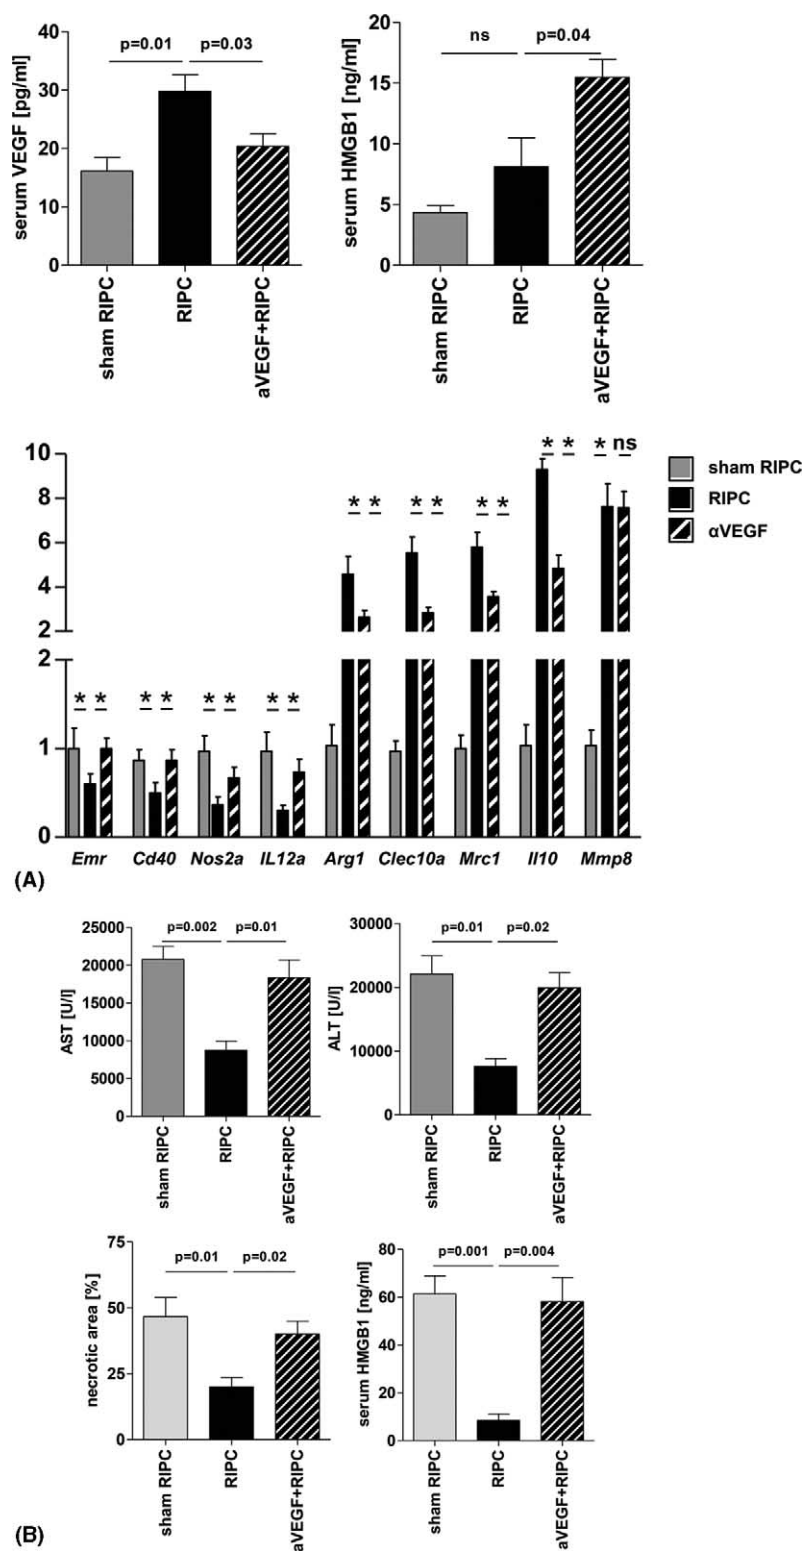 p=0.01 p=0.03
serum VEGF [pg/ml]
40
30
20
10
0
sham RIPC
RIPC
aVEGF+RIPC
ns p=0.04
serum HMGB1 [ng/ml]
20
15
10
5
0
sham RIPC
RIPC
aVEGF+RIPC
sham RIPC
RIPC
αVEGF
10
8
6
4
2
2
1
0
* * * * * * * *
* * * * * * * * * ns
Emr Cd40 Nos2a IL12a Arg1 Clec10a Mrc1 Il10 Mmp8
(A)
p=0.002 p=0.01
AST [U/l]
25000
20000
15000
10000
5000
0
sham RIPC
RIPC
aVEGF+RIPC
p=0.01 p=0.02
ALT [U/l]
30000
20000
10000
0
sham RIPC
RIPC
aVEGF+RIPC
p=0.01 p=0.02
necrotic area [%]
75
50
25
0
sham RIPC
RIPC
aVEGF+RIPC
p=0.001 p=0.004
serum HMGB1 [ng/ml]
80
60
40
20
0
sham RIPC
RIPC
aVEGF+RIPC
(B)